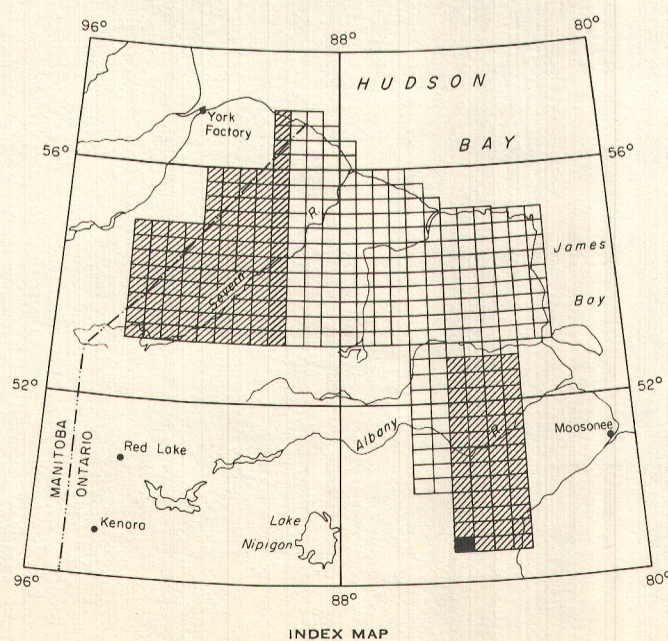 96°
88°
80°
HUDSON
BAY
York
Factory
56°
56°
R.
Severn
James
Bay
52°
52°
Albany
R.
Moosonee
MANITOBA
ONTARIO
Red Lake
Kenora
Lake
Nipigon
96°
88°
80°
INDEX MAP